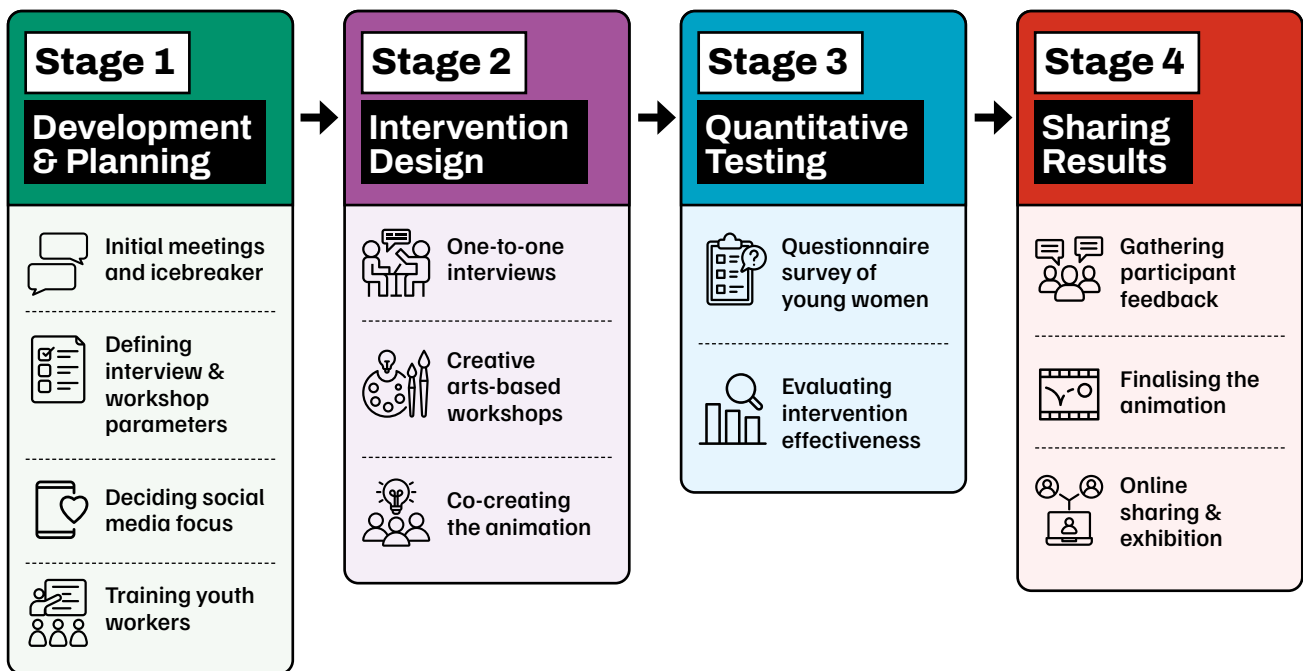 Stage 1
Development
& Planning
Initial meetings
and icebreaker
Defining
interview &
workshop
parameters
Deciding social
media focus
Training youth
workers
Stage 2
Intervention
Design
One-to-one
interviews
Creative
arts-based
workshops
Co-creating
the animation
Stage 3
Quantitative
Testing
?
Questionnaire
survey of
young women
Evaluating
intervention
effectiveness
Stage 4
Sharing
Results
Gathering
participant
feedback
Finalising the
animation
Online
sharing &
exhibition